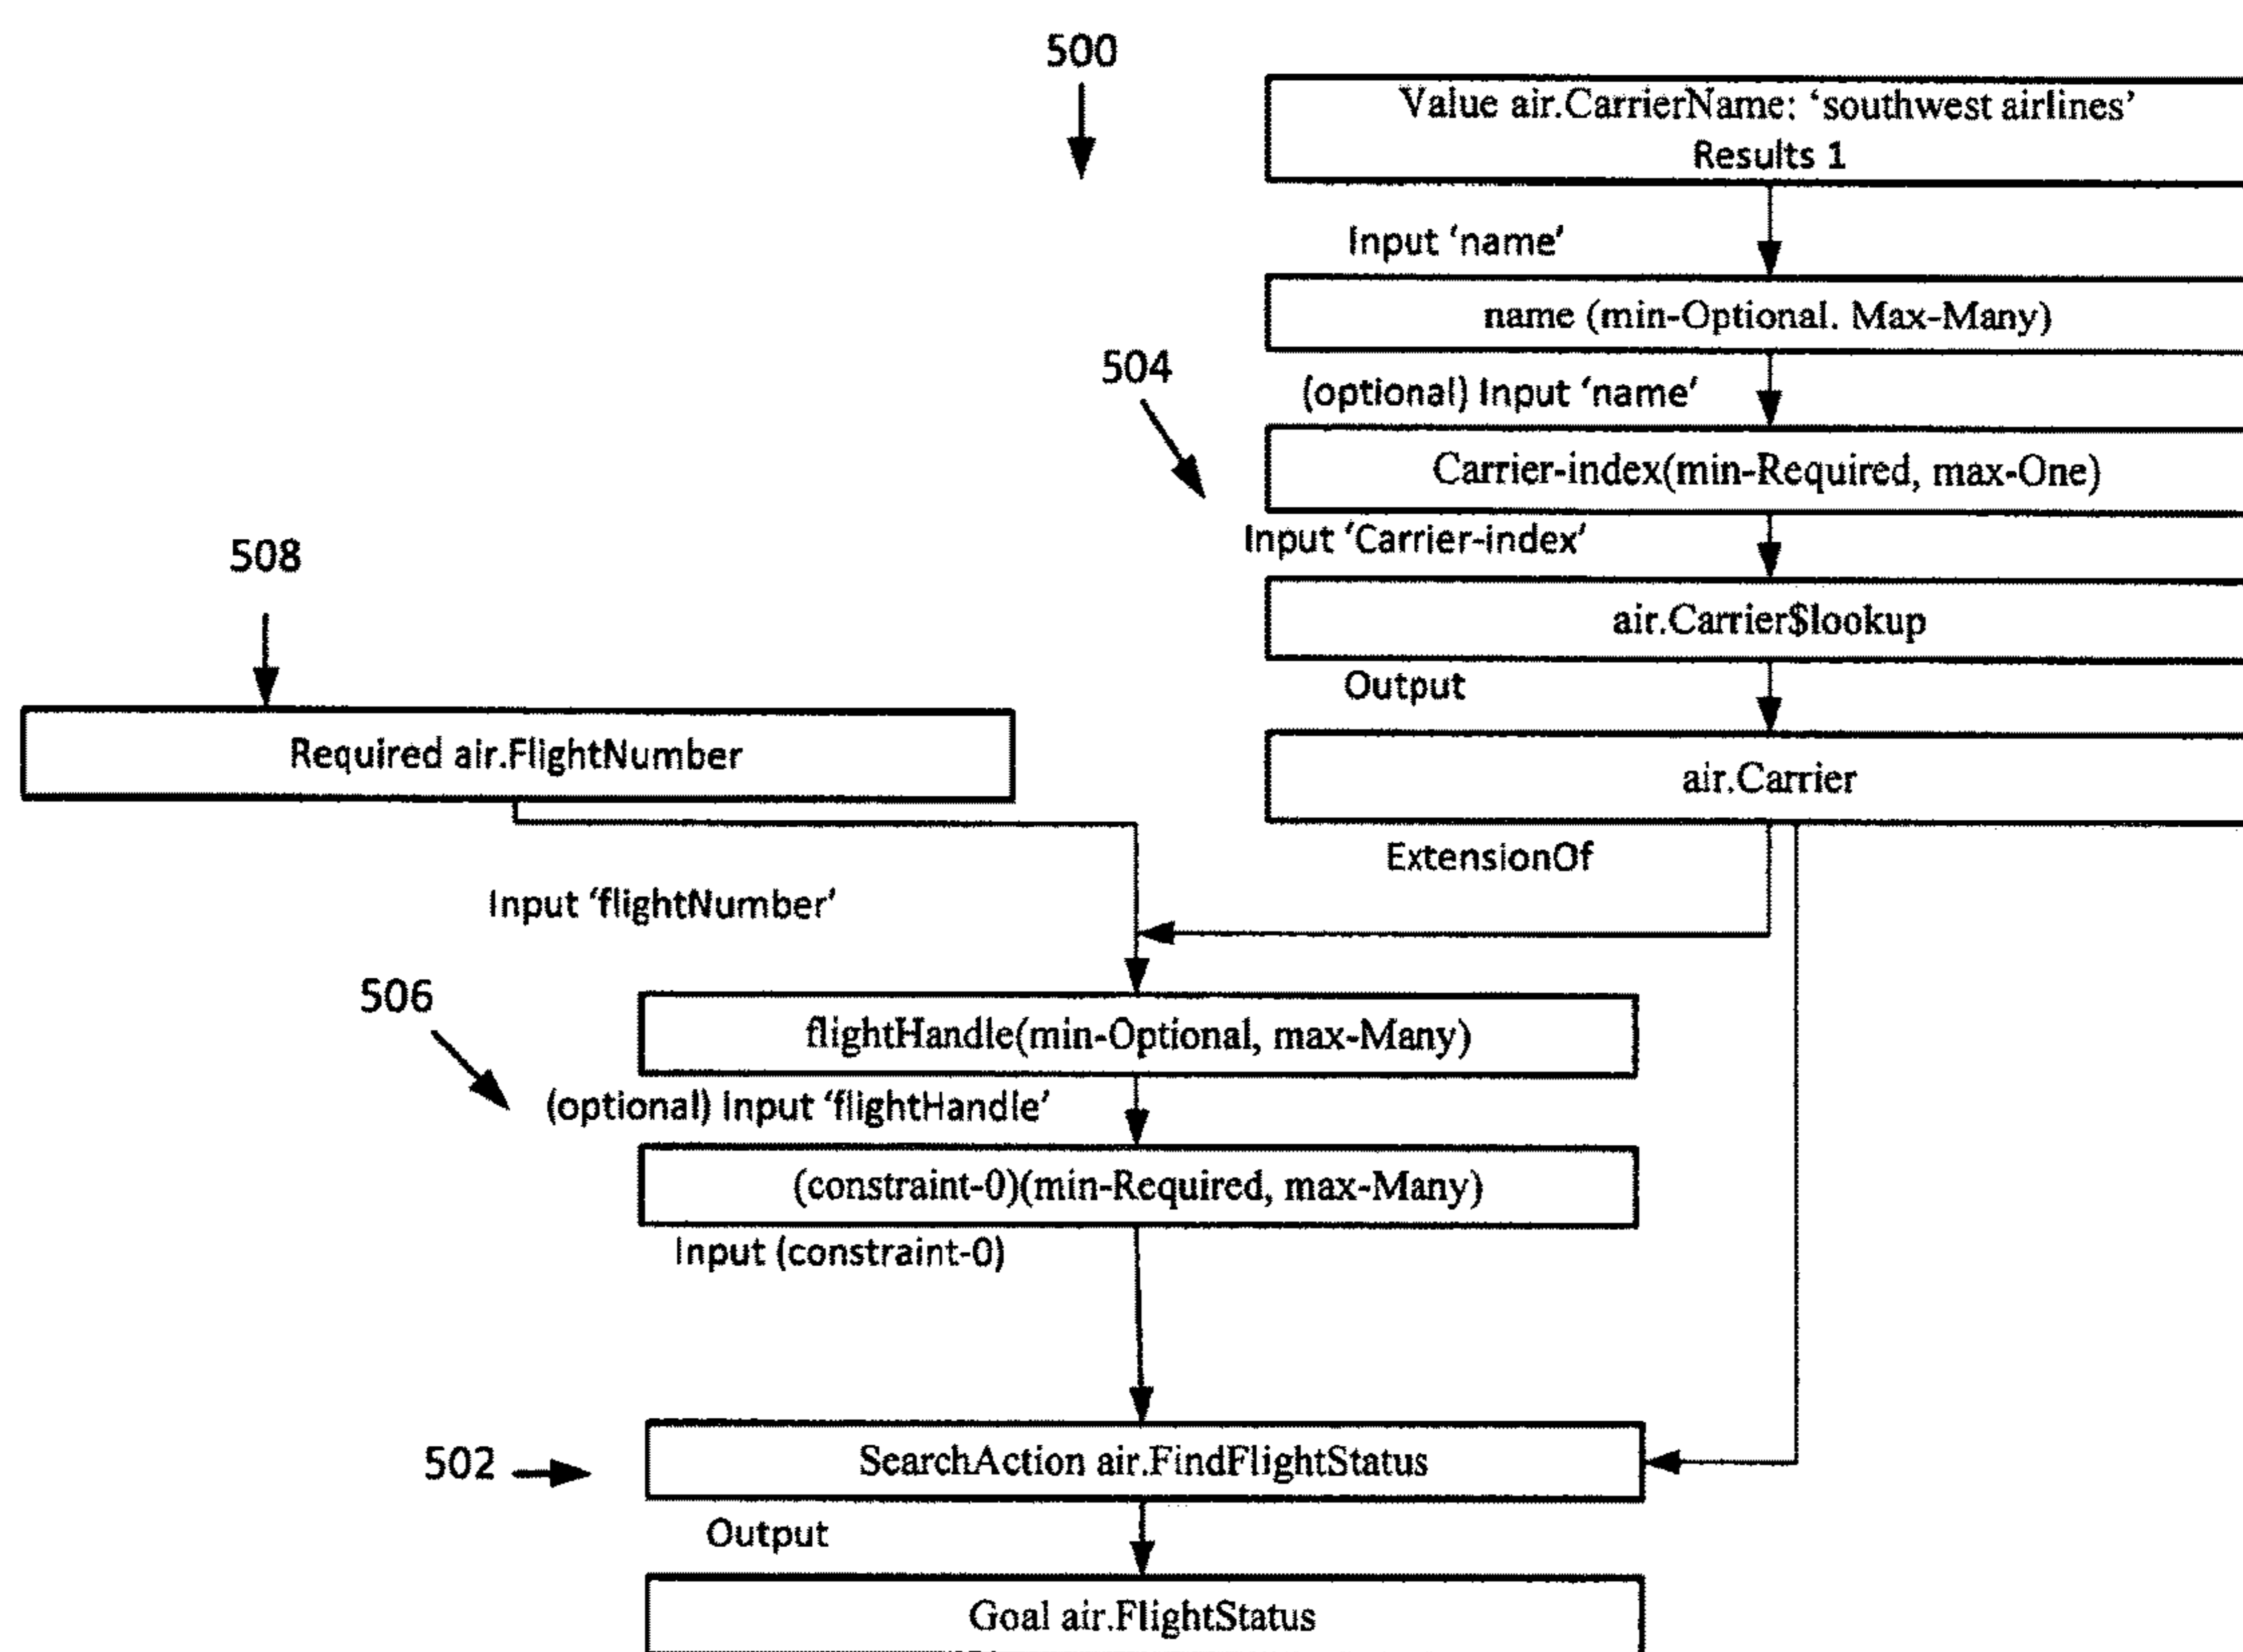 500
Value air.CarrierName: ‘southwest airlines’
Results 1
Input ‘name’
name (min-Optional. Max-Many)
504
(optional) Input ‘name’
Carrier-index(min-Required, max-One)
Input ‘Carrier-index’
508
air.Carrier$lookup
Output
Required air.FlightNumber
air.Carrier
ExtensionOf
Input ‘flightNumber’
506
flightHandle(min-Optional, max-Many)
(optional) Input ‘flightHandle’
(constraint-0)(min-Required, max-Many)
Input (constraint-0)
502
SearchAction air.FindFlightStatus
Output
Goal air.FlightStatus